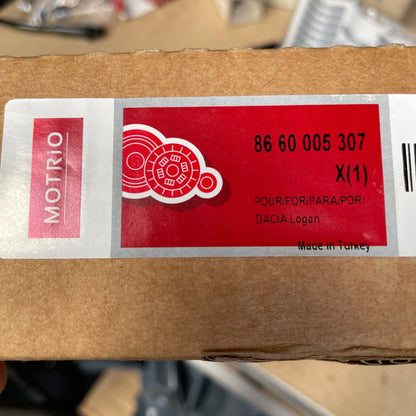 MOTRIO
86 60 005 307
X(1)
POUR/FOR/PARA/POR:
DACIA Logan
Made in Turkey